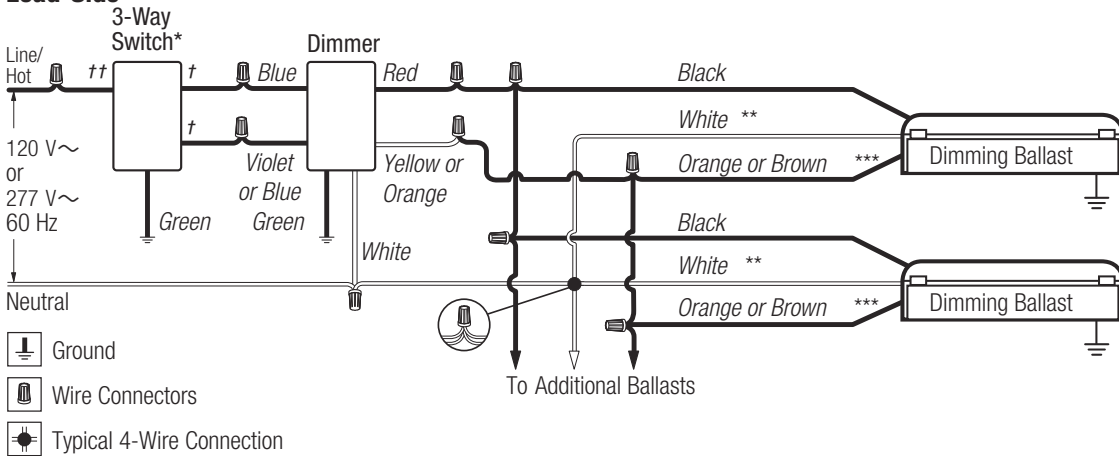 3-Way
Switch*
Dimmer
Line/
Hot
††
†
Blue
Red
Black
White **
†
120 V~
or
277 V~
60 Hz
Violet
or Blue
Yellow or
Orange
Orange or Brown ***
Dimming Ballast
Green
Green
Black
White
White **
Neutral
Orange or Brown ***
Dimming Ballast
Ground
To Additional Ballasts
Wire Connectors
Typical 4-Wire Connection